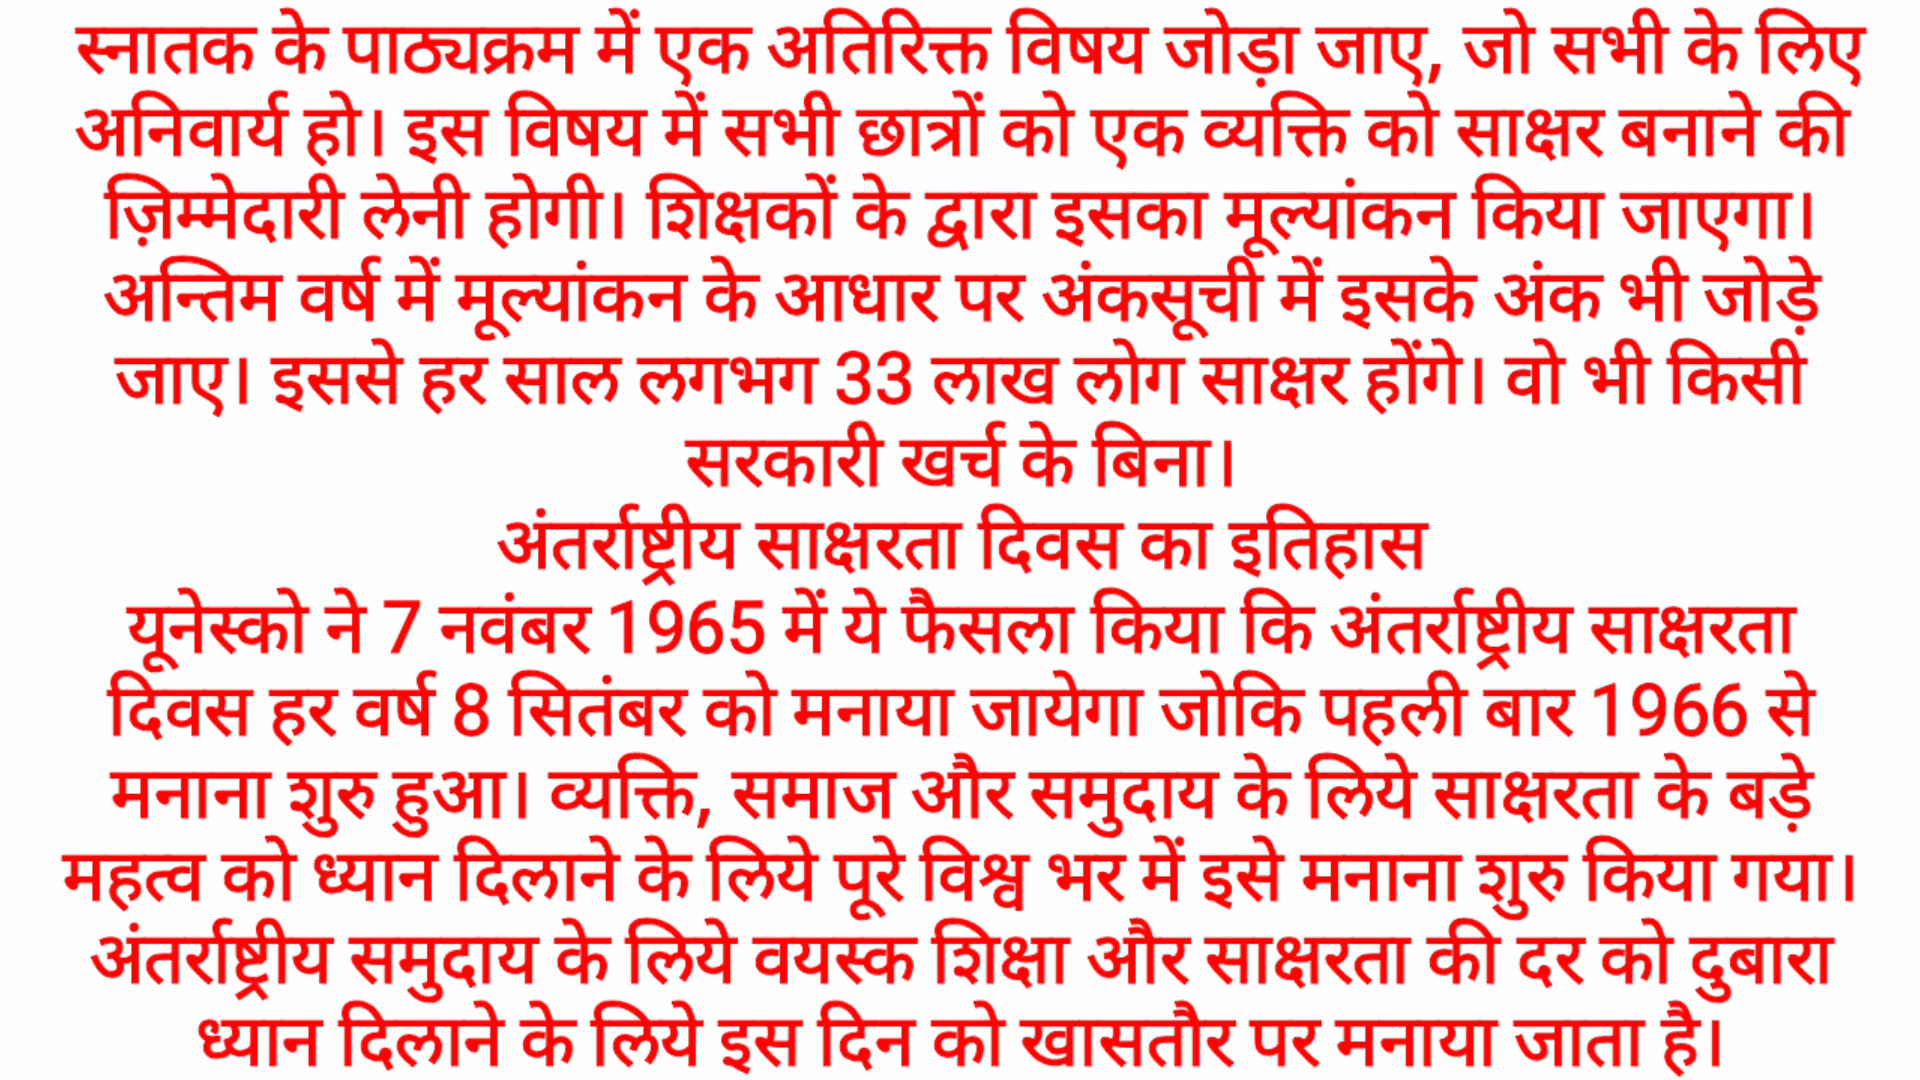 स्नातक के पाठ्यक्रम में एक अतिरिक्त विषय जोड़ा जाए, जो सभी के लिए
अनिवार्य हो। इस विषय में सभी छात्रों को एक व्यक्ति को साक्षर बनाने की
ज़िम्मेदारी लेनी होगी। शिक्षकों के द्वारा इसका मूल्यांकन किया जाएगा।
अन्तिम वर्ष में मूल्यांकन के आधार पर अंकसूची में इसके अंक भी जोड़े
जाए। इससे हर साल लगभग 33 लाख लोग साक्षर होंगे। वो भी किसी
सरकारी खर्च के बिना।
अंतर्राष्ट्रीय साक्षरता दिवस का इतिहास
यूनेस्को ने 7 नवंबर 1965 में ये फैसला किया कि अंतर्राष्ट्रीय साक्षरता
दिवस हर वर्ष 8 सितंबर को मनाया जायेगा जोकि पहली बार 1966 से
मनाना शुरु हुआ। व्यक्ति, समाज और समुदाय के लिये साक्षरता के बड़े
महत्व को ध्यान दिलाने के लिये पूरे विश्व भर में इसे मनाना शुरु किया गया।
अंतर्राष्ट्रीय समुदाय के लिये वयस्क शिक्षा और साक्षरता की दर को दुबारा
ध्यान दिलाने के लिये इस दिन को खासतौर पर मनाया जाता है।